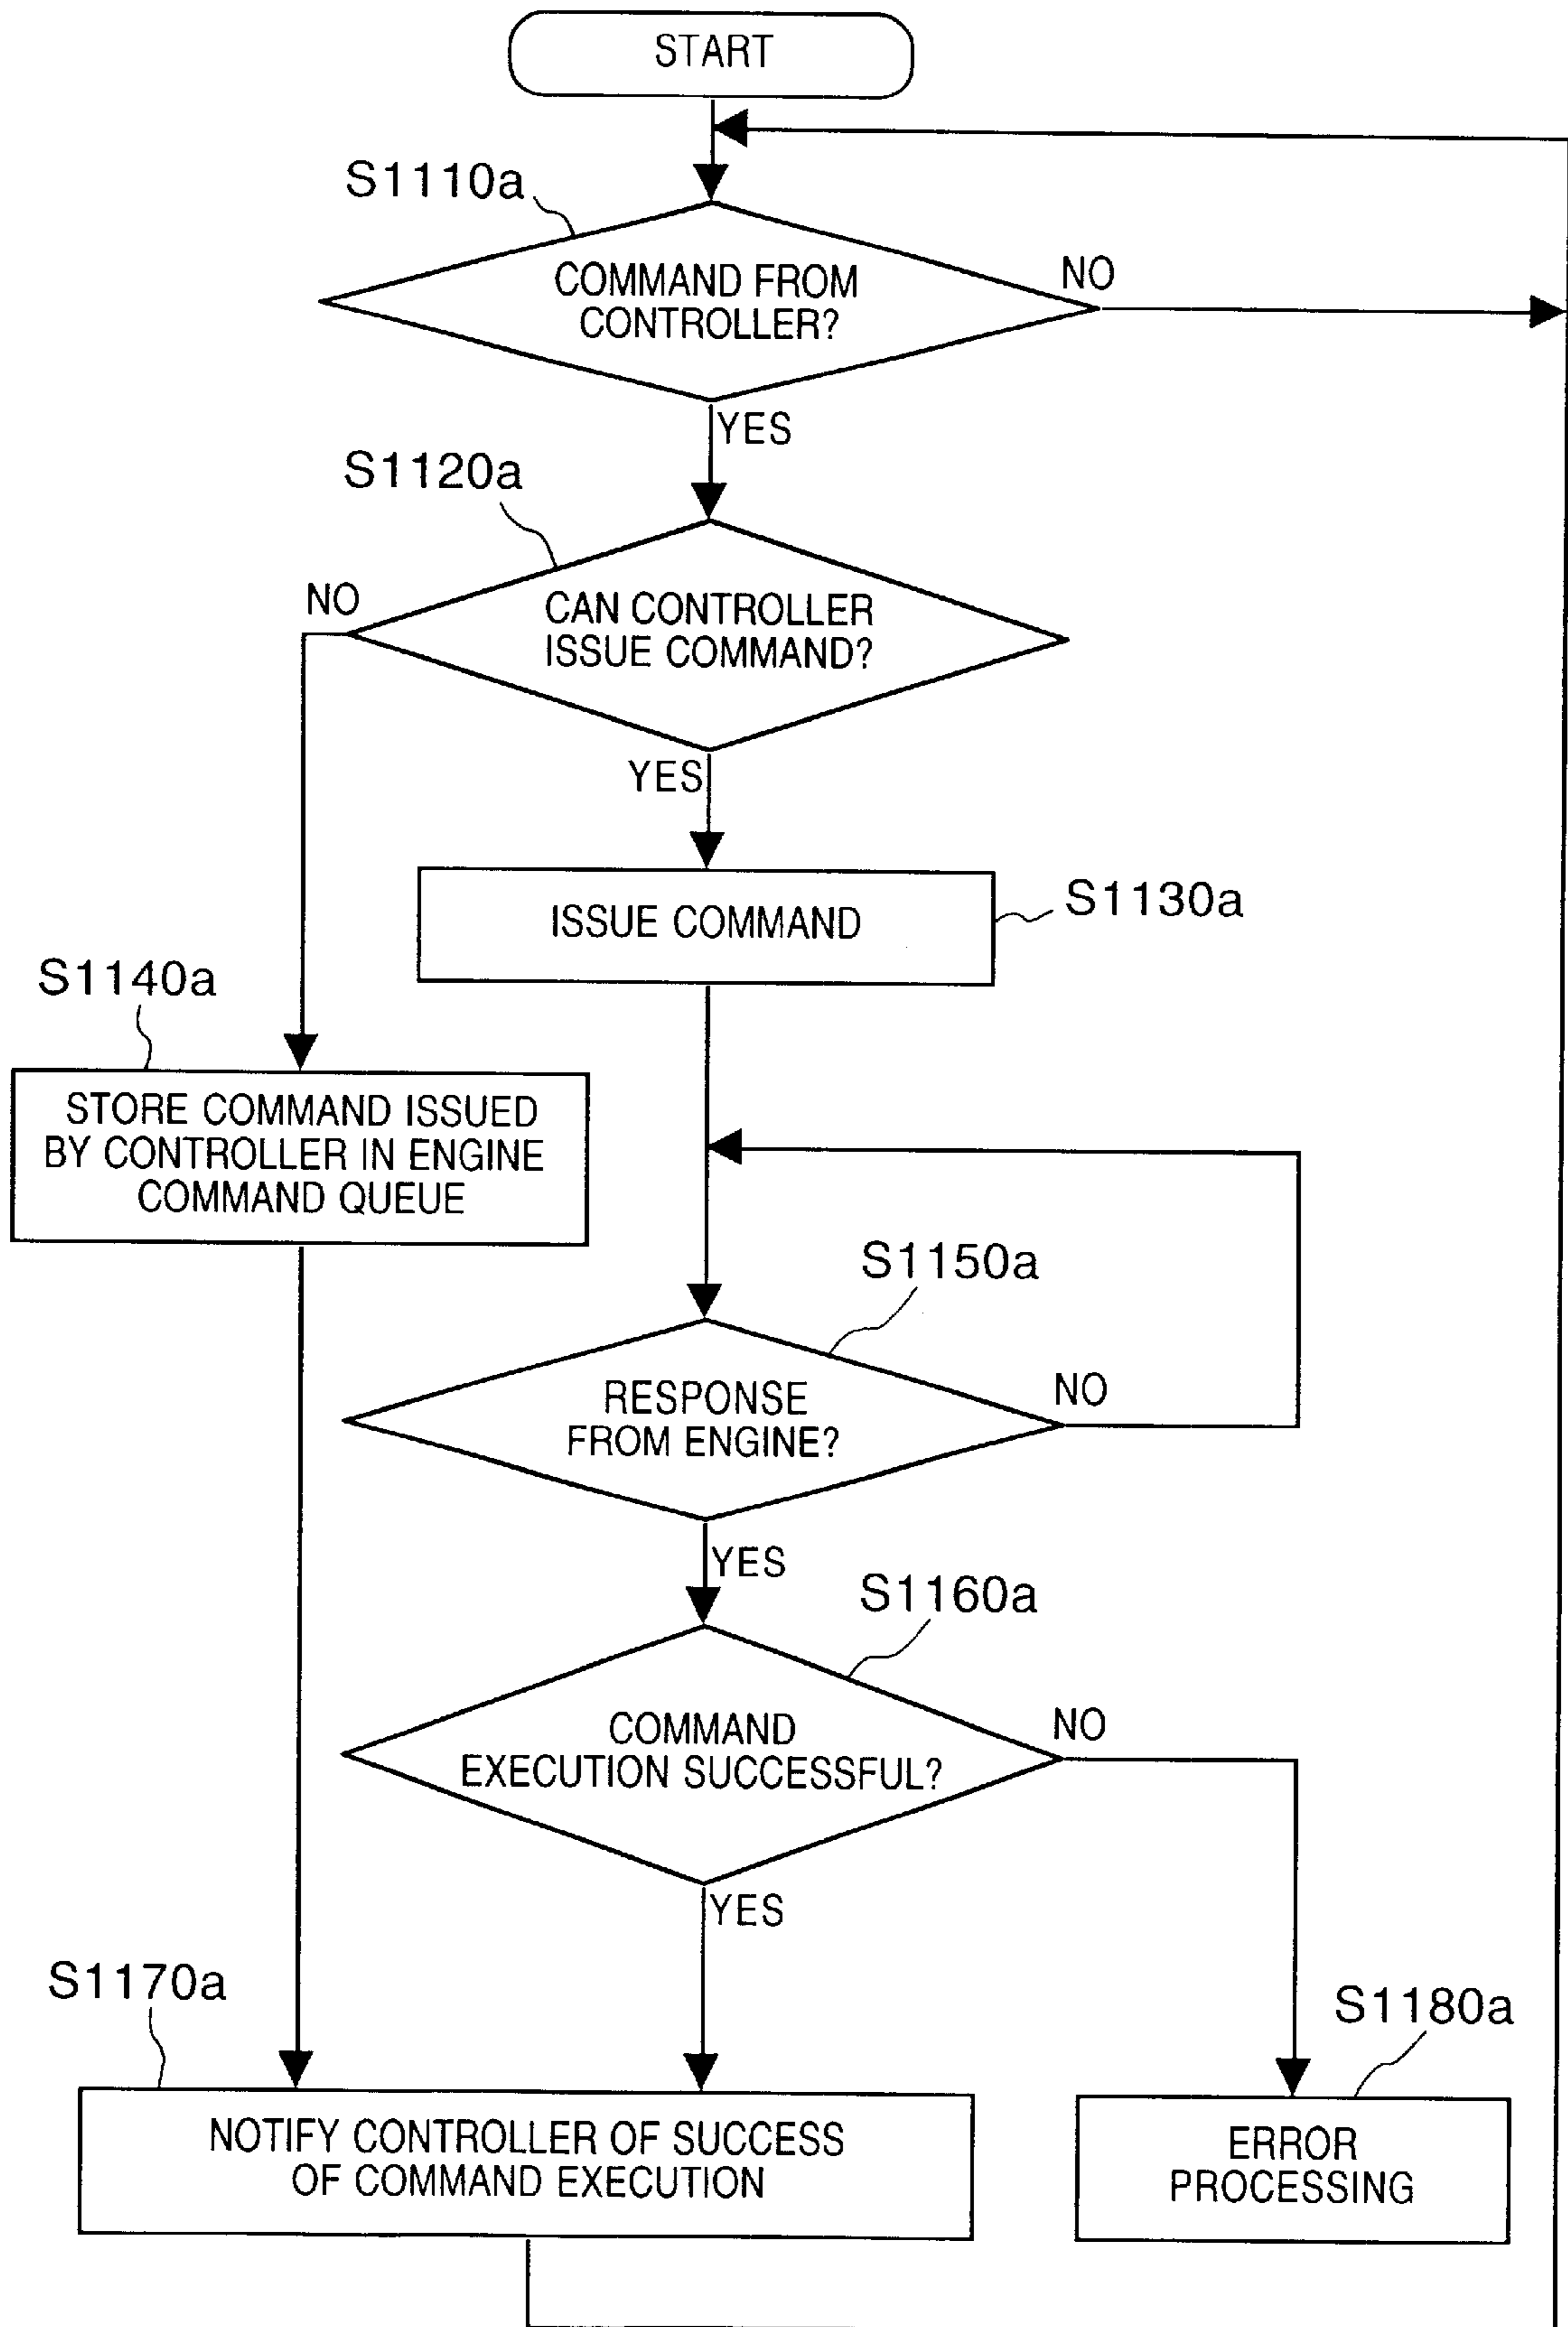 START
S1110a
COMMAND FROM
CONTROLLER?
NO
YES
S1120a
NO
CAN CONTROLLER
ISSUE COMMAND?
YES
ISSUE COMMAND
S1130a
S1140a
STORE COMMAND ISSUED
BY CONTROLLER IN ENGINE
COMMAND QUEUE
S1150a
RESPONSE
FROM ENGINE?
NO
YES
S1160a
COMMAND
EXECUTION SUCCESSFUL?
NO
YES
S1170a
S1180a
NOTIFY CONTROLLER OF SUCCESS
OF COMMAND EXECUTION
ERROR
PROCESSING